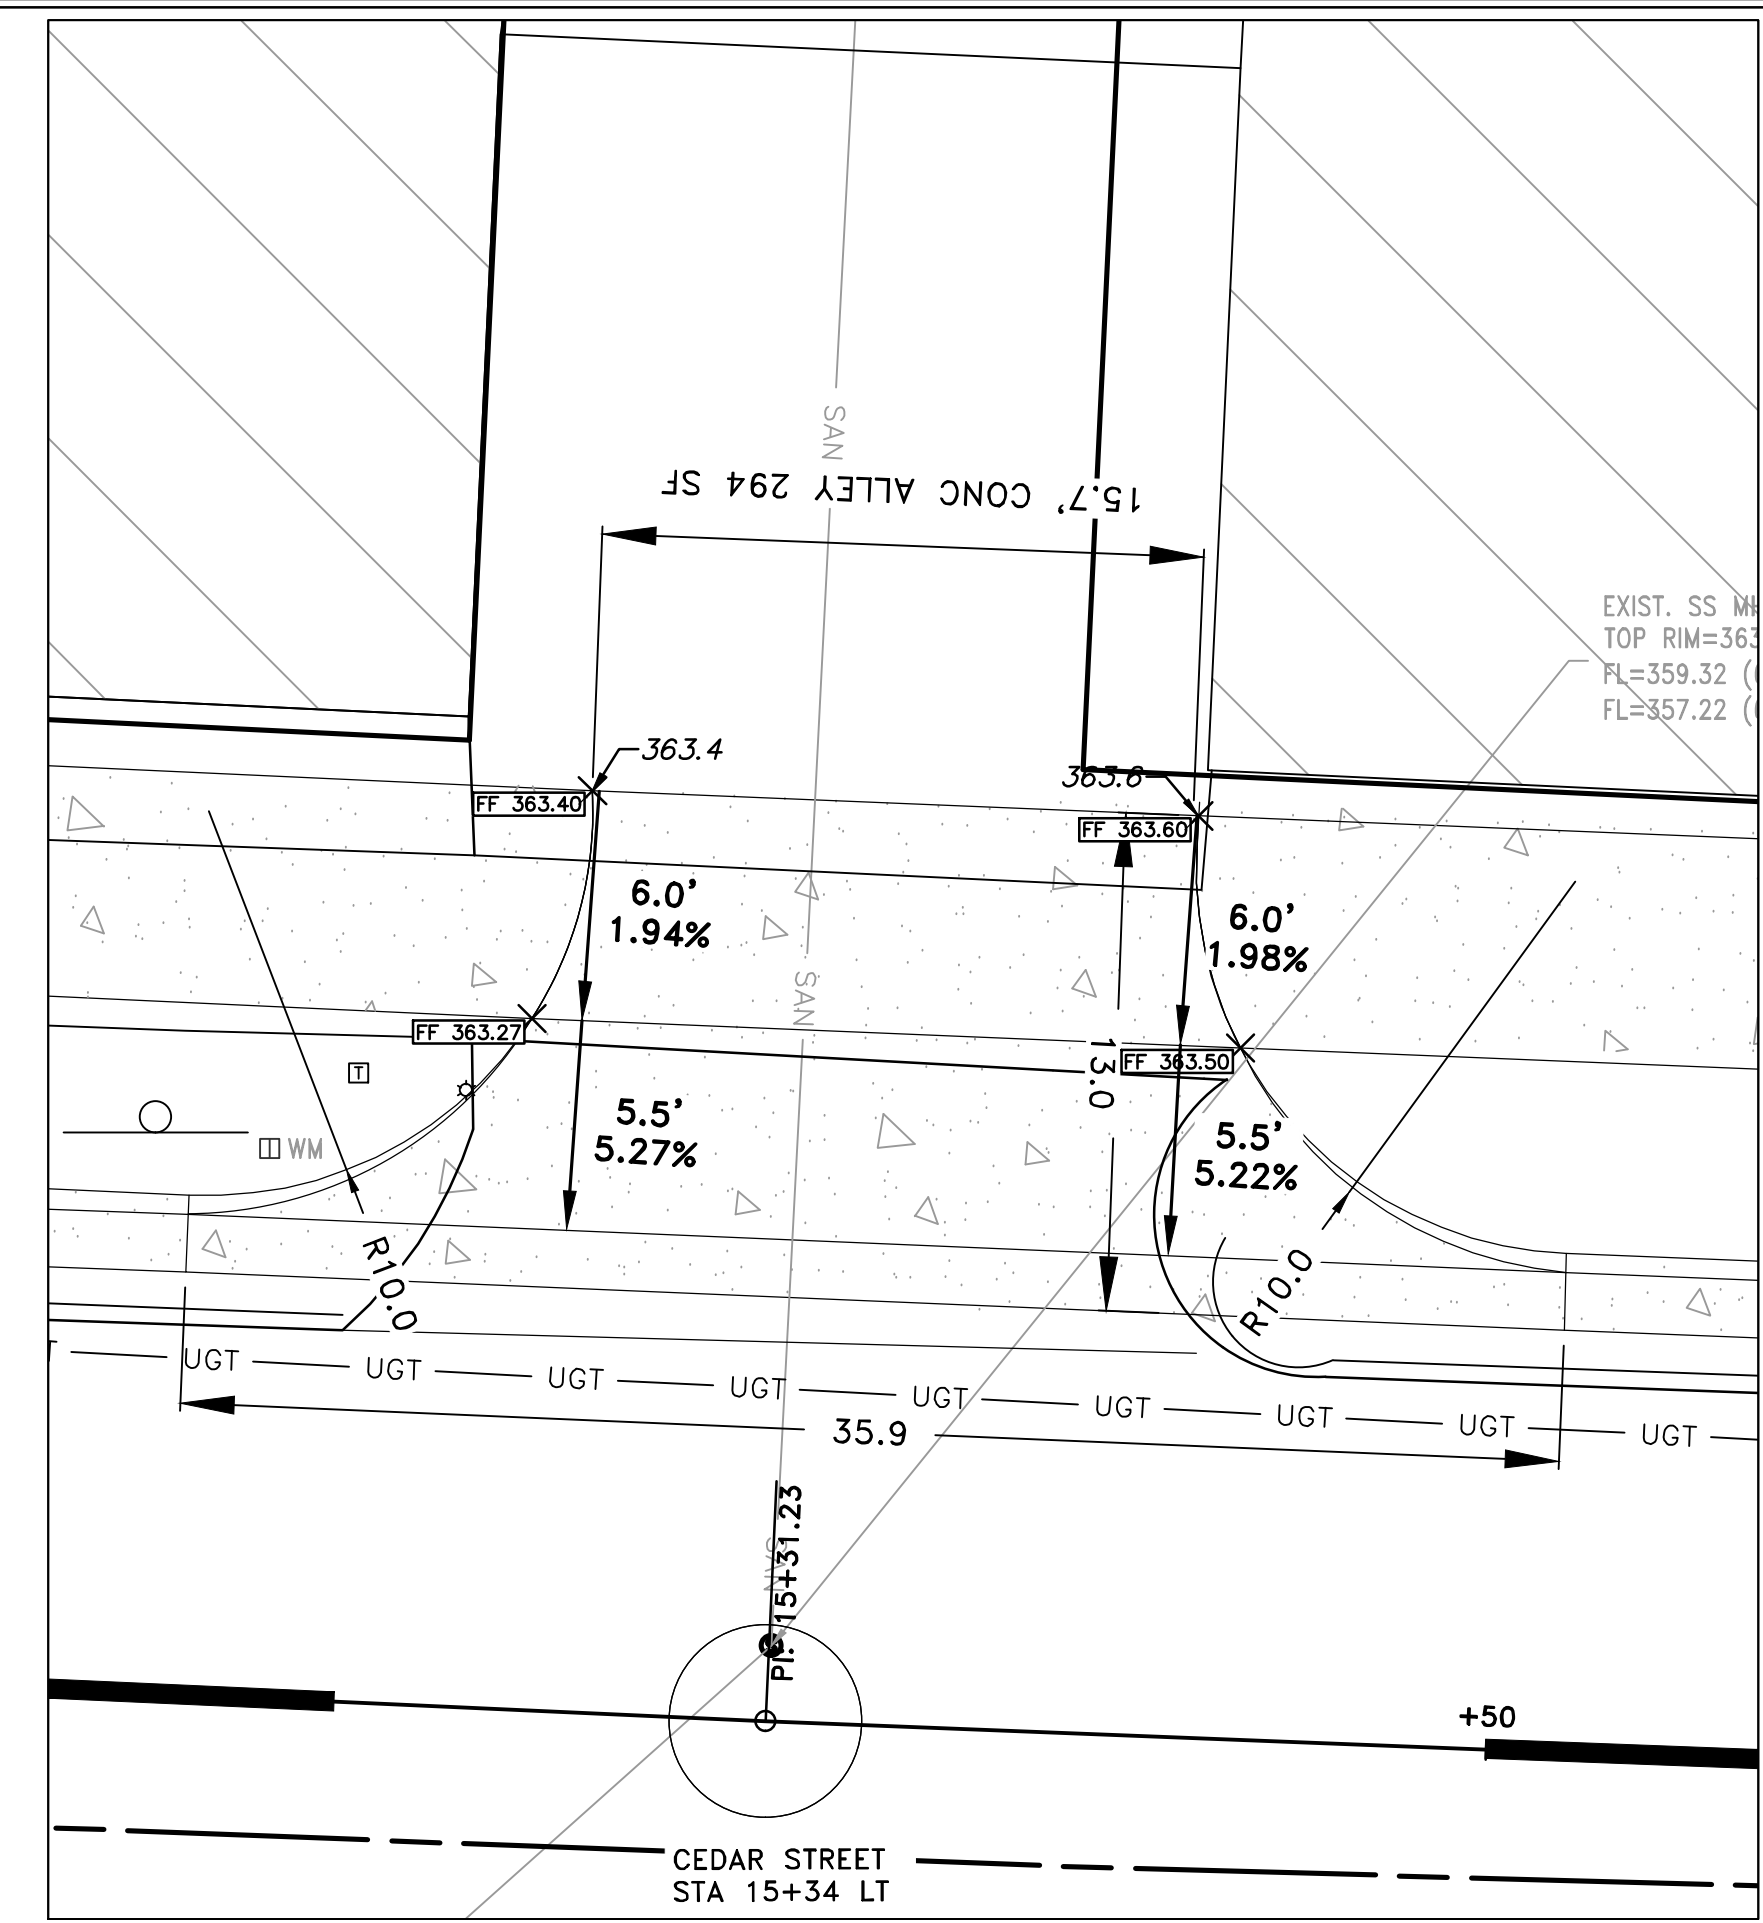 SAN
15.7' CONC ALLEY 294 SF
EXIST. SS
TOP RIM=363
FL=359.32
FL=357.22
363.4
363.6
FF 363.40
FF 363.60
6.0'
1.94%
6.0'
1.98%
SAN
FF 363.27
FF 363.50
13.0
T
WM
5.5'
5.27%
5.5'
5.22%
R10.0
R10.0
UGT UGT UGT UGT UGT UGT UGT UGT UGT
35.9
SAN
PI: 15+31.23
+50
CEDAR STREET
STA 15+34 LT